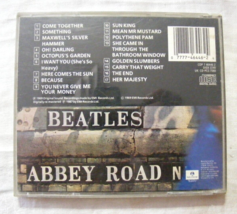 COME TOGETHER
SOMETHING
MAXWELL'S SILVER
HAMMER
OH! DARLING
OCTOPUS'S GARDEN
I WANT YOU (She's So
Heavy)
HERE COMES THE SUN
BECAUSE
YOU NEVER GIVE ME
YOUR MONEY
SUN KING
MEAN MR MUSTARD
POLYTHENE PAM
SHE CAME IN
THROUGH THE
BATHROOM WINDOW
GOLDEN SLUMBERS
CARRY THAT WEIGHT
THE END
HER MAJESTY
BEATLES
ABBEY ROAD N